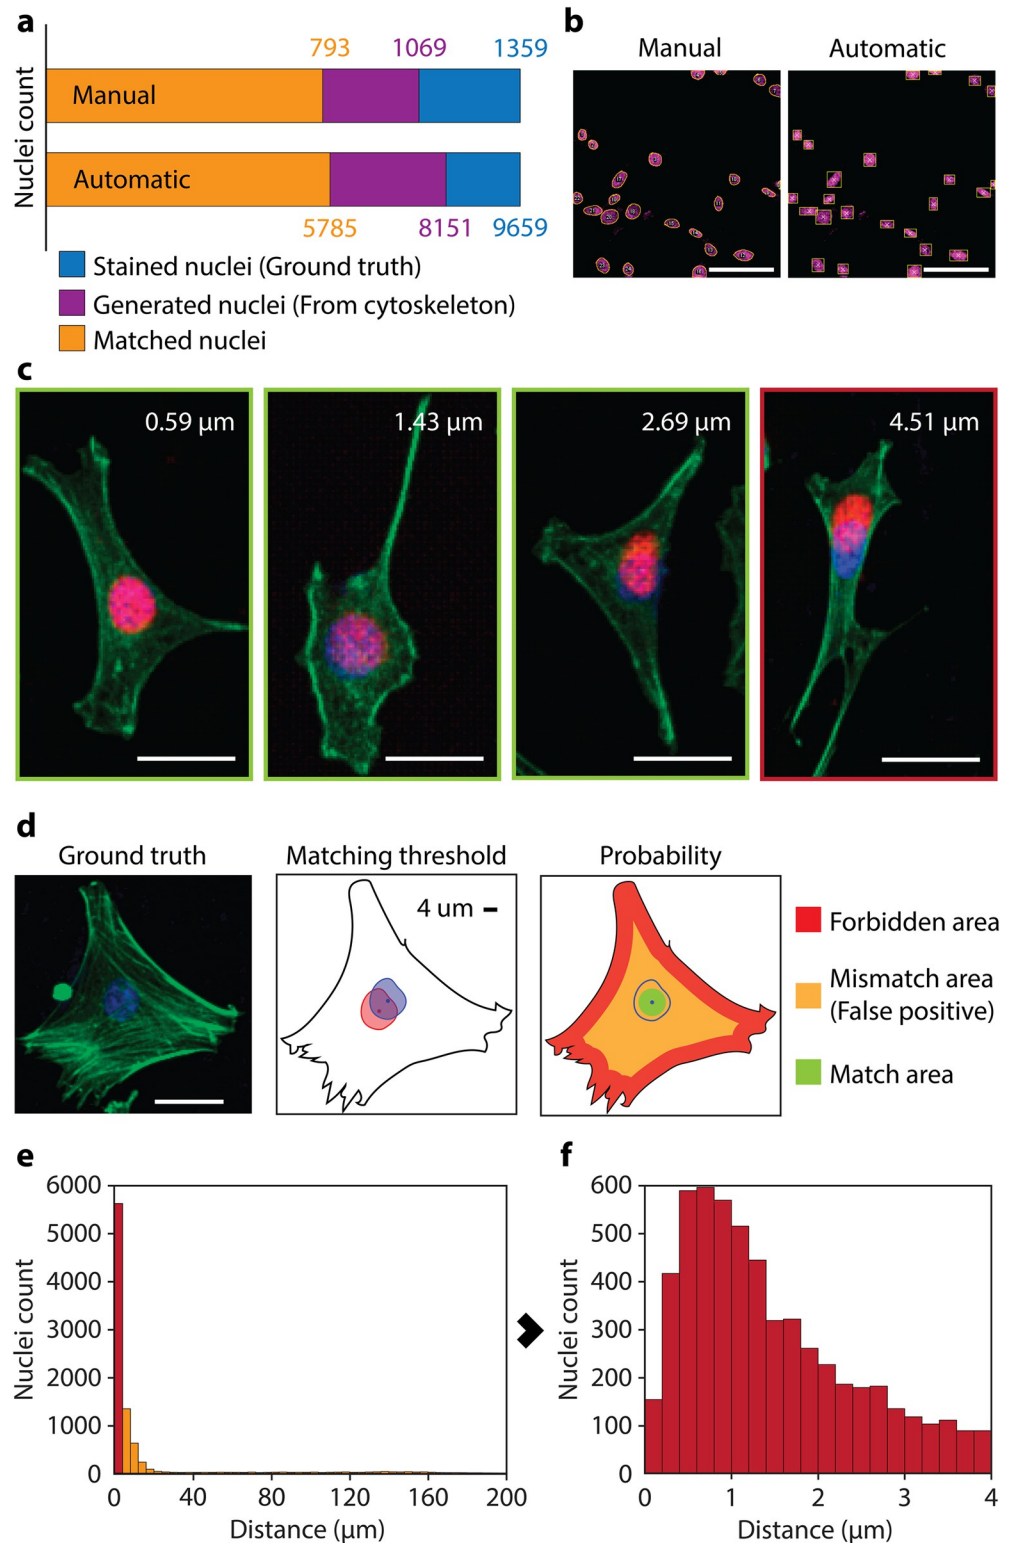 a
793 1069 1359
Nuclei count
Manual
Automatic
5785 8151 9659
Stained nuclei (Ground truth)
Generated nuclei (From cytoskeleton)
Matched nuclei
b
Manual Automatic
c
0.59 µm 1.43 µm 2.69 µm 4.51 µm
d
Ground truth Matching threshold Probability
4 um
Forbidden area
Mismatch area
(False positive)
Match area
e
6000
5000
4000
3000
2000
1000
0
Nuclei count
0 40 80 120 160 200
Distance (µm)
f
600
500
400
300
200
100
0
Nuclei count
0 1 2 3 4
Distance (µm)